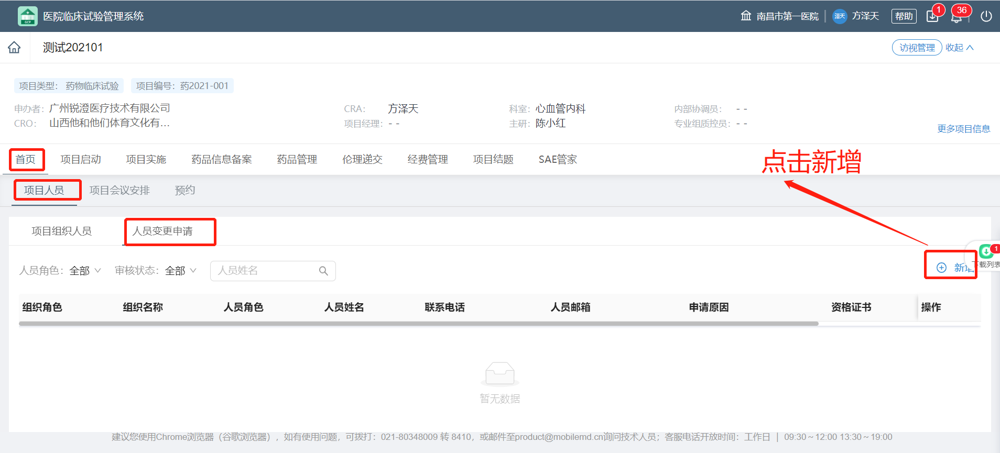 GCP
医院临床试验管理系统
南昌市第一医院
泽天
方泽天
帮助
1
36
测试202101
访视管理
收起
项目类型： 药物临床试验
项目编号：药2021-001
申办者：广州锐澄医疗技术有限公司
CRA： 方泽天
科室：心血管内科
内部协调员： - -
CRO： 山西他和他们体育文化有...
项目经理：- -
主研：陈小红
专业组质控员：- -
更多项目信息
首页 项目启动 项目实施 药品信息备案 药品管理 伦理递交 经费管理 项目结题 SAE管家
点击新增
项目人员 项目会议安排 预约
项目组织人员 人员变更申请
人员角色：全部
审核状态：全部
人员姓名
新增
1
下载列表
组织角色 组织名称 人员角色 人员姓名 联系电话 人员邮箱 申请原因 资格证书 操作
暂无数据
建议您使用Chrome浏览器（谷歌浏览器），如有使用问题，可拨打：021-80348009 转 8410，或邮件至product@mobilemd.cn询问技术人员；客服电话开放时间：工作日 | 09:30～12:00 13:30～19:00